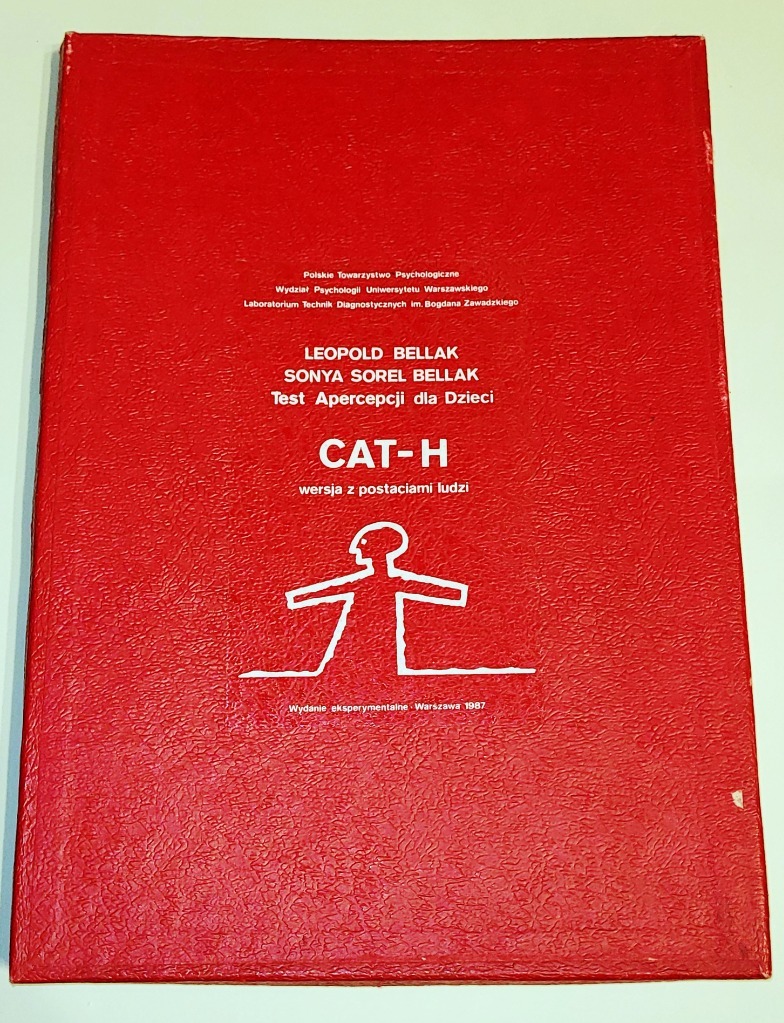 Polskie Towarzystwo Psychologiczne
Wydział Psychologii Uniwersytetu Warszawskiego
Laboratorium Technik Diagnostycznych im. Bogdana Zawadzkiego
LEOPOLD BELLAK
SONYA SOREL BELLAK
Test Apercepcji dla Dzieci
CAT-H
wersja z postaciami ludzi
Wydanie eksperymentalne · Warszawa 1987